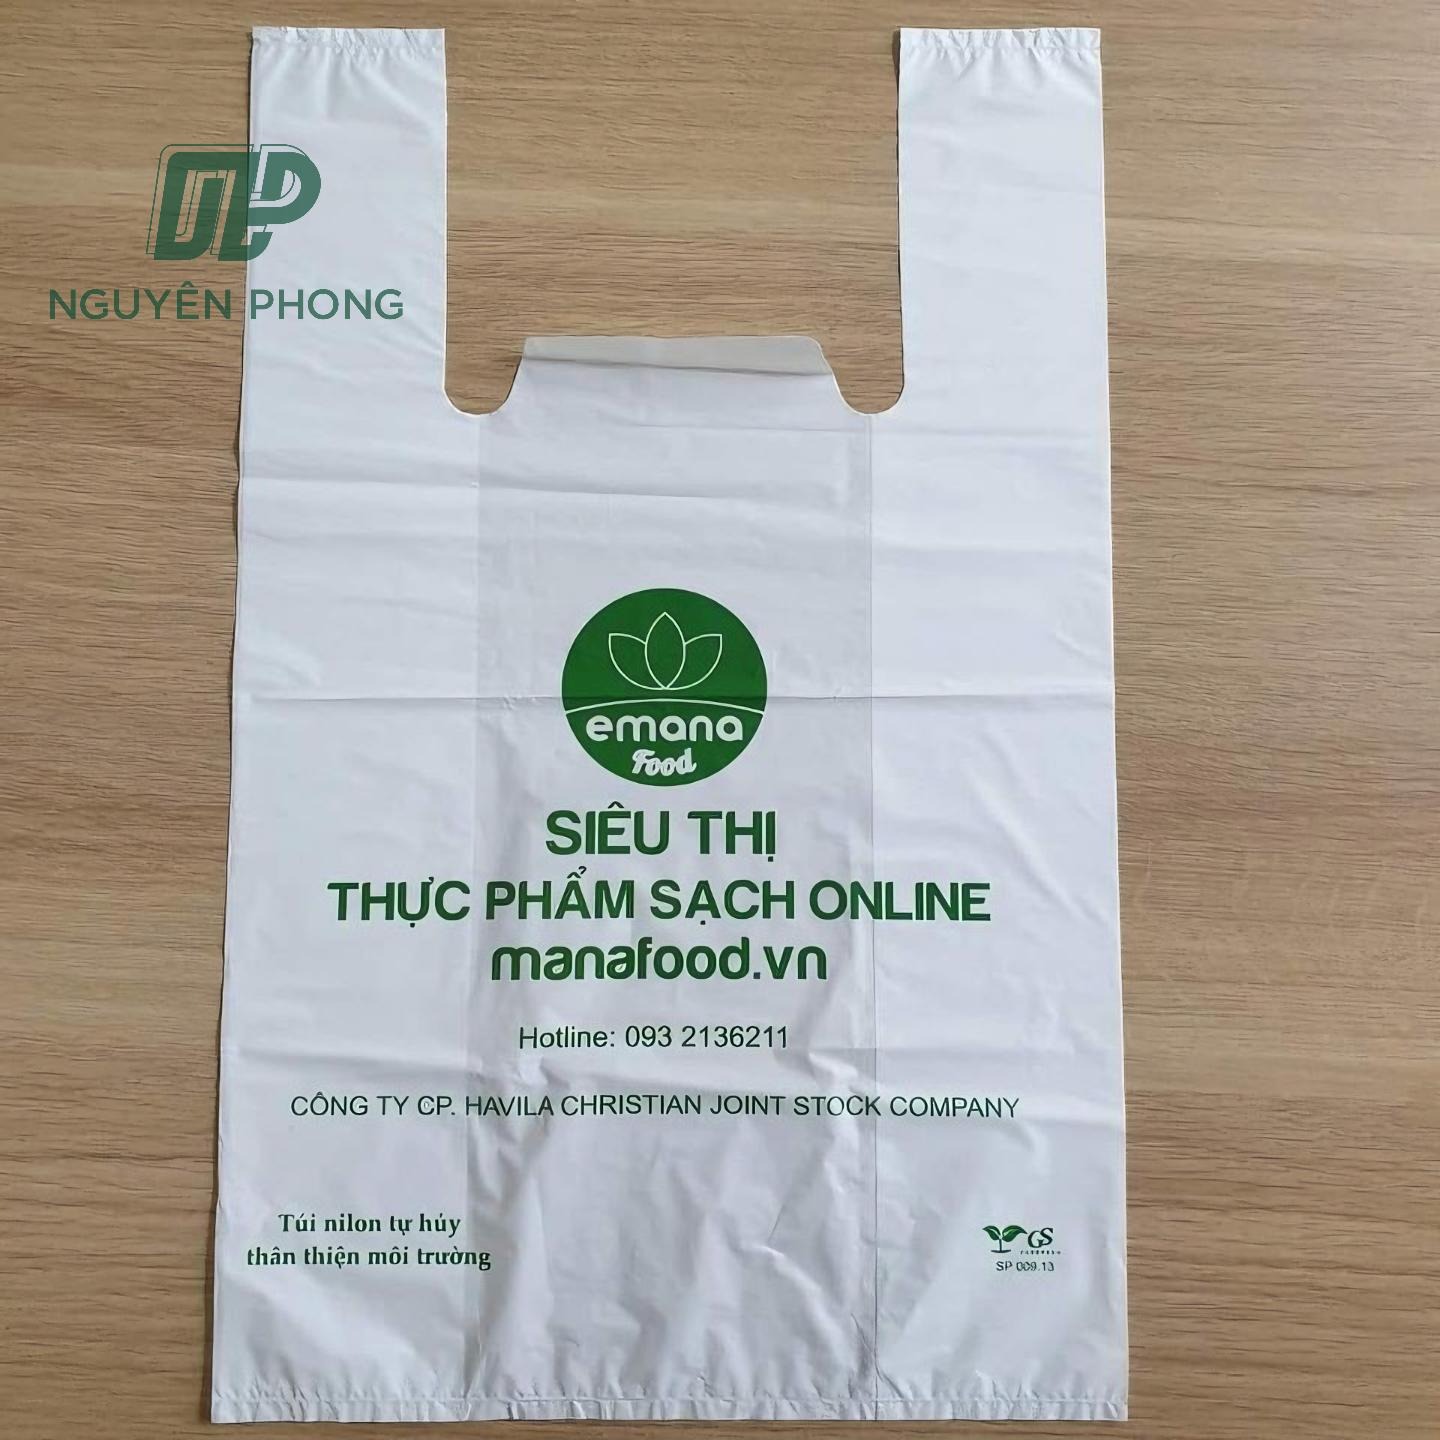 NGUYÊN PHONG
emana
Food
SIÊU THỊ
THỰC PHẨM SẠCH ONLINE
manafood.vn
Hotline: 093 2136211
CÔNG TY CP. HAVILA CHRISTIAN JOINT STOCK COMPANY
Túi nilon tự hủy
thân thiện môi trường
GS
SP 009.13